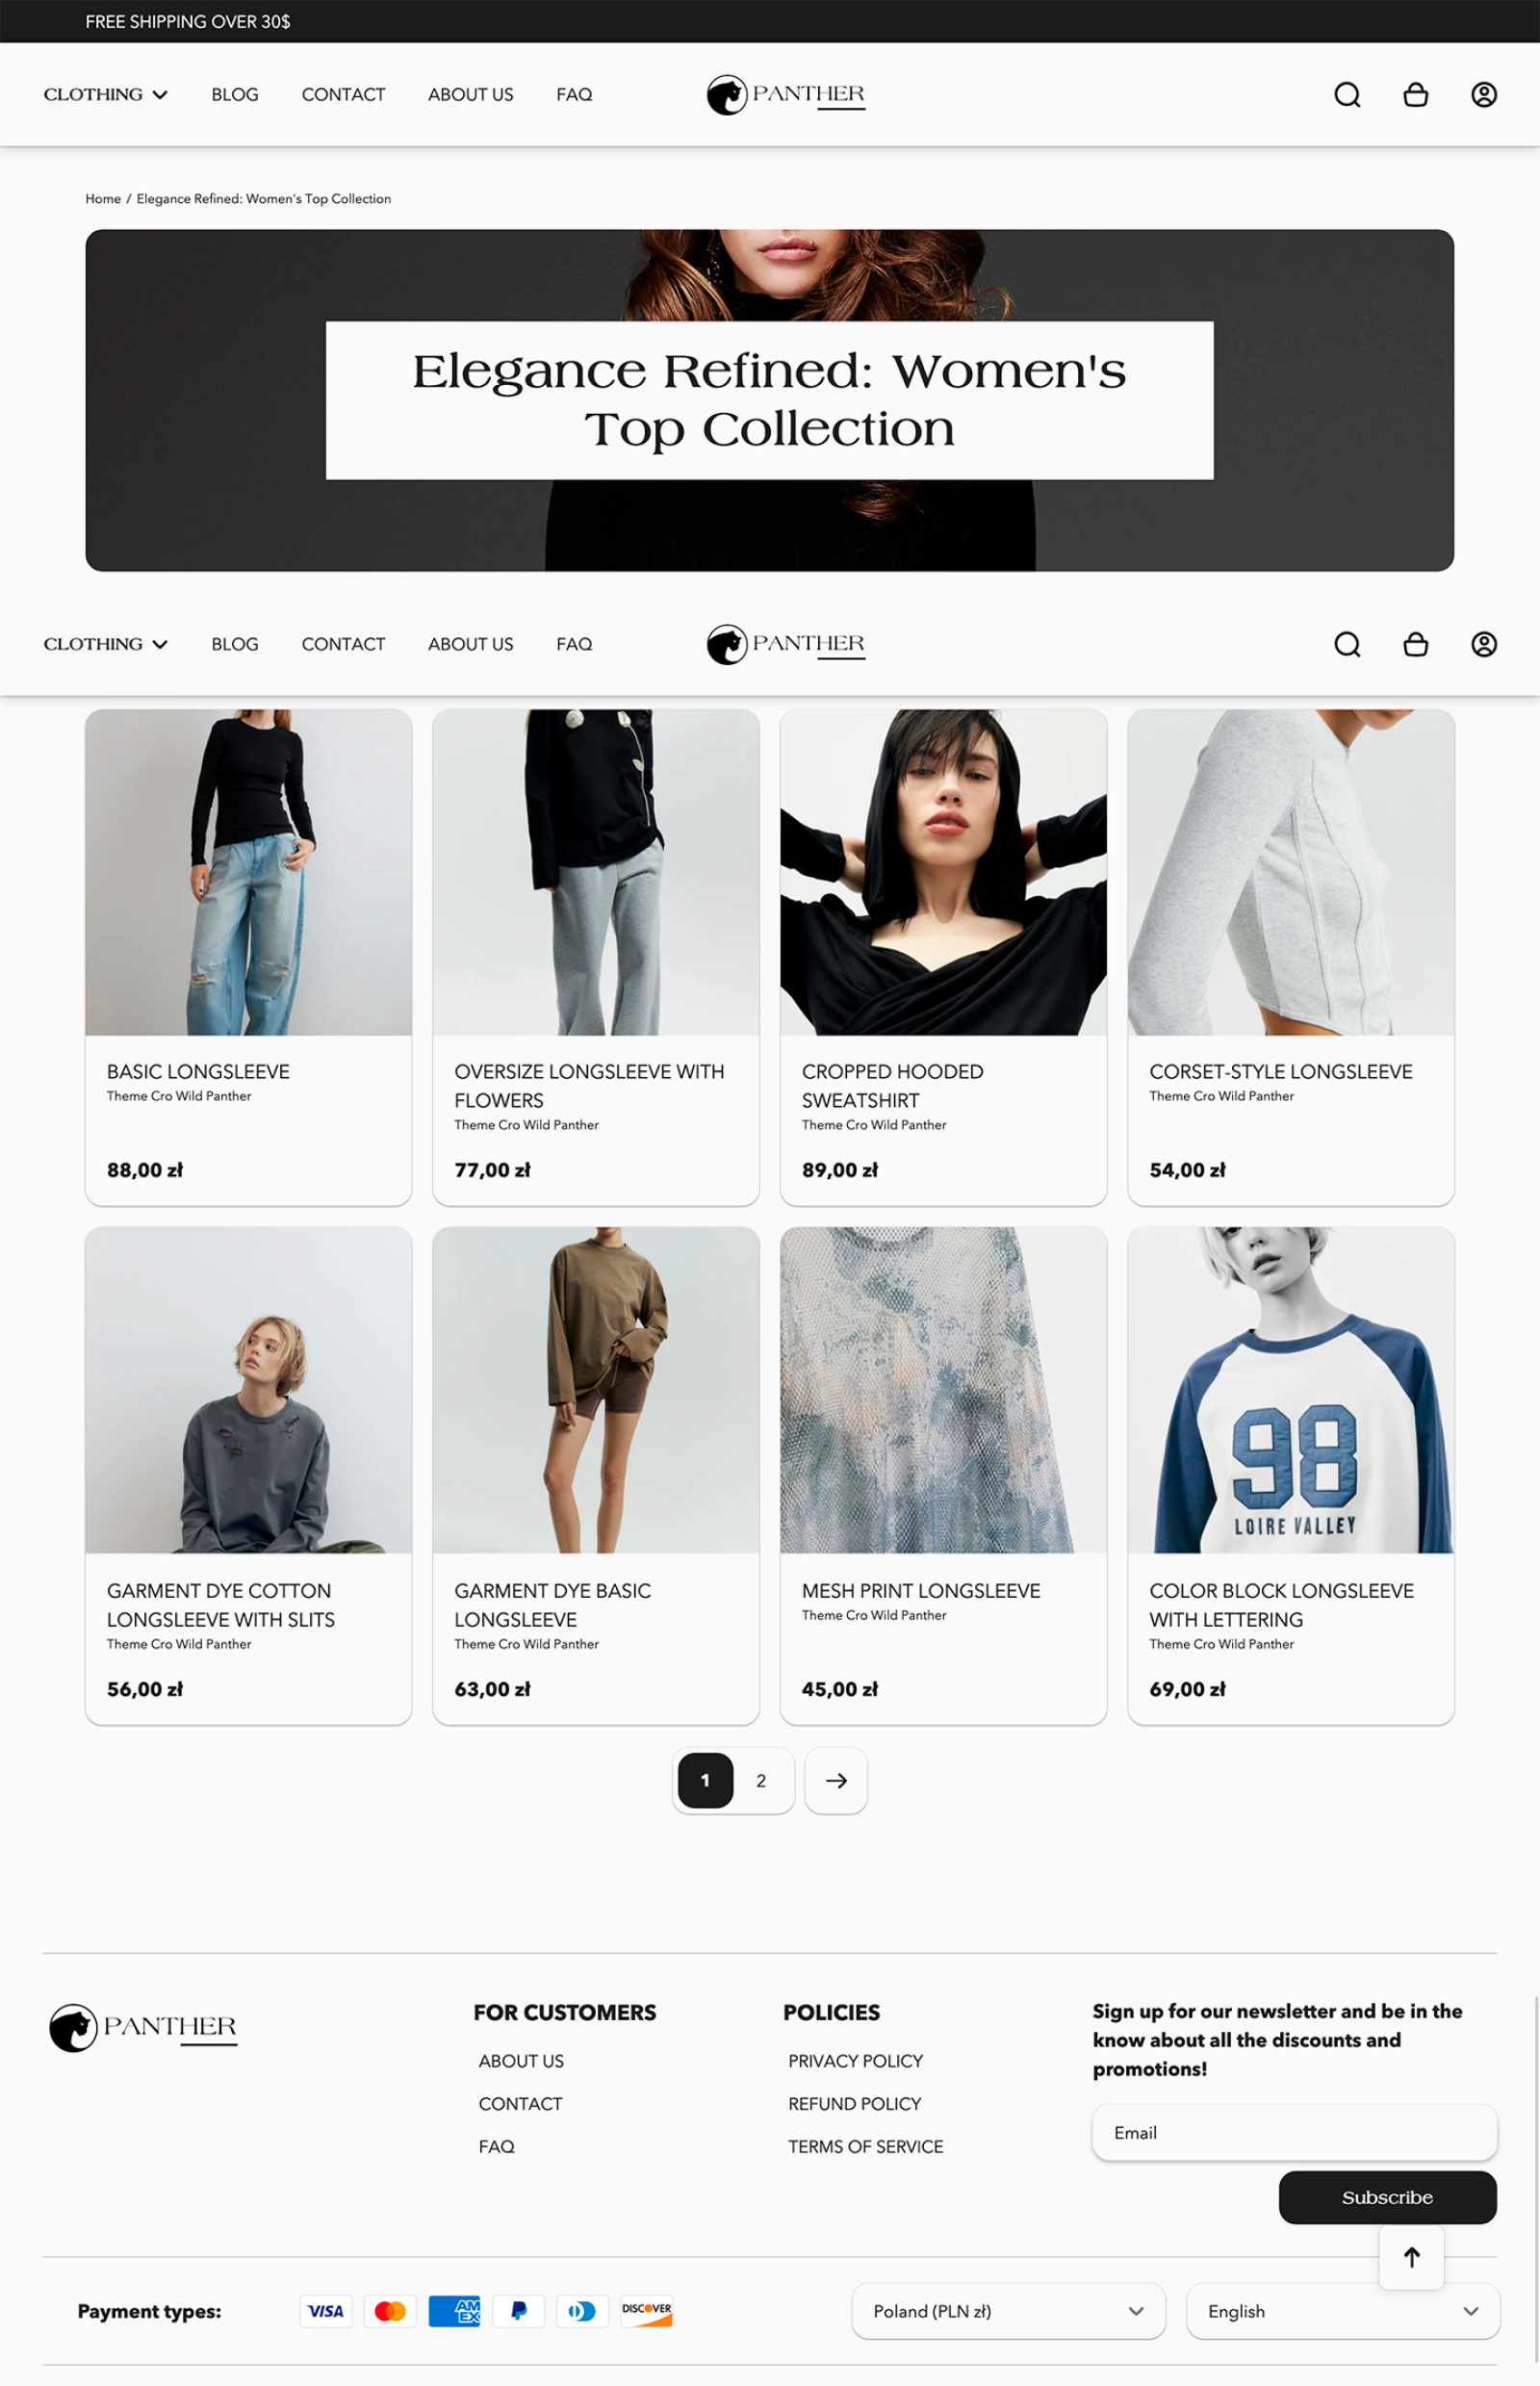 FREE SHIPPING OVER 30$
CLOTHING BLOG CONTACT ABOUT US FAQ PANTHER
Home / Elegance Refined: Women's Top Collection
Elegance Refined: Women's
Top Collection
CLOTHING BLOG CONTACT ABOUT US FAQ PANTHER
BASIC LONGSLEEVE
Theme Cro Wild Panther
88,00 zł
OVERSIZE LONGSLEEVE WITH
FLOWERS
Theme Cro Wild Panther
77,00 zł
CROPPED HOODED
SWEATSHIRT
Theme Cro Wild Panther
89,00 zł
CORSET-STYLE LONGSLEEVE
Theme Cro Wild Panther
54,00 zł
98
LOIRE VALLEY
GARMENT DYE COTTON
LONGSLEEVE WITH SLITS
Theme Cro Wild Panther
56,00 zł
GARMENT DYE BASIC
LONGSLEEVE
Theme Cro Wild Panther
63,00 zł
MESH PRINT LONGSLEEVE
Theme Cro Wild Panther
45,00 zł
COLOR BLOCK LONGSLEEVE
WITH LETTERING
Theme Cro Wild Panther
69,00 zł
1 2
PANTHER
FOR CUSTOMERS
ABOUT US
CONTACT
FAQ
POLICIES
PRIVACY POLICY
REFUND POLICY
TERMS OF SERVICE
Sign up for our newsletter and be in the
know about all the discounts and
promotions!
Email
Subscribe
Payment types:
VISA
AM
EX
DISCOVER
Poland (PLN zł)
English